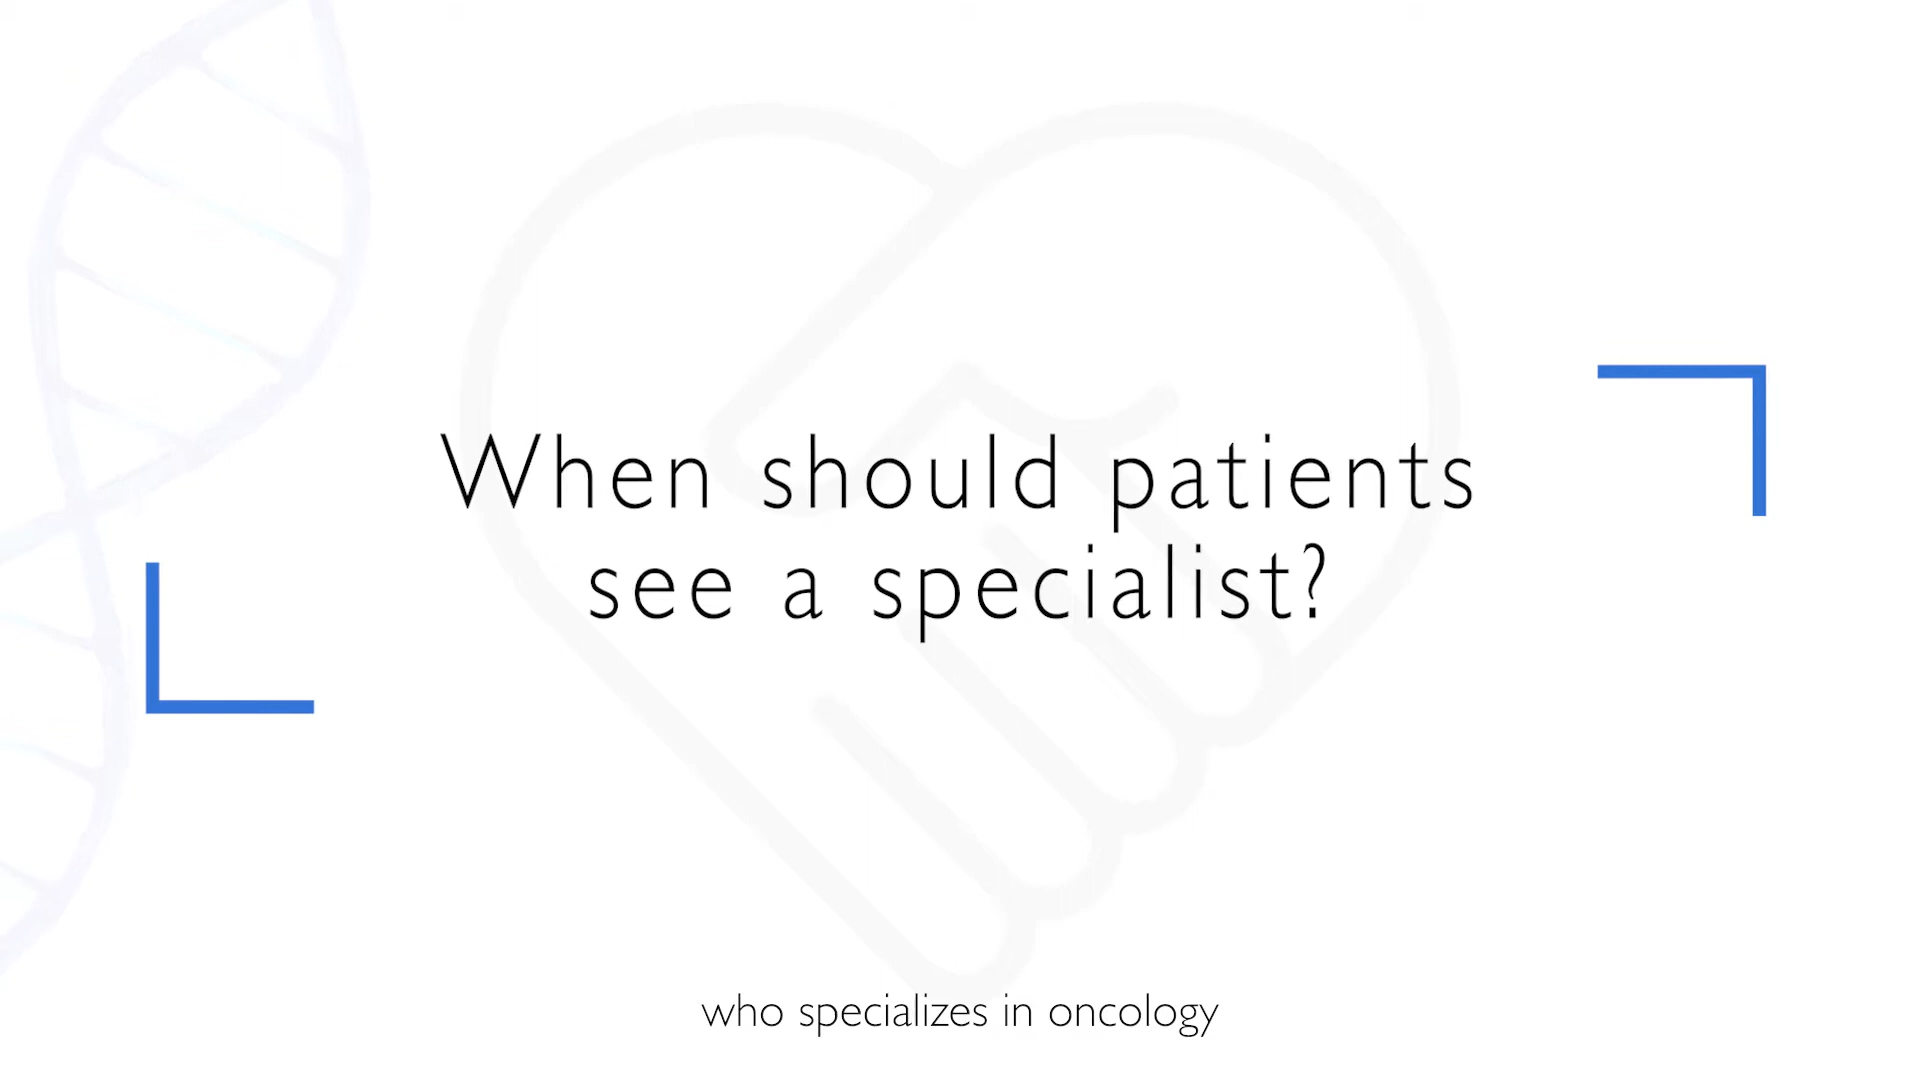 When should patients
see a specialist?
who specializes in oncology